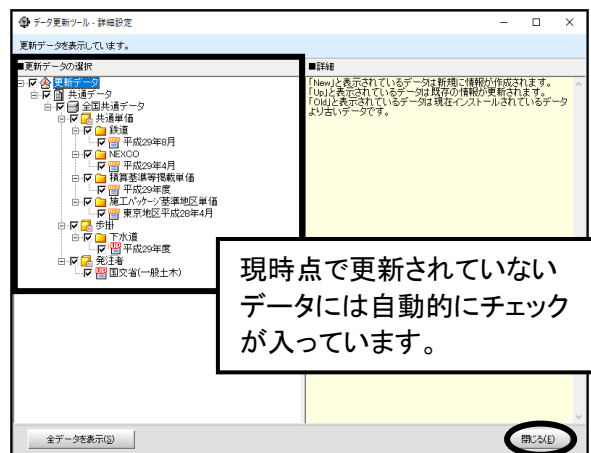 データ更新ツール - 詳細設定
更新データを表示しています。
■更新データの選択
更新データ
共通データ
全国共通データ
共通単価
鉄道
平成29年8月
NEXCO
平成29年4月
積算基準等掲載単価
平成29年度
施工パッケージ基準地区単価
東京地区平成28年4月
歩掛
下水道
平成29年度
発注者
国交省(一般土木)
■詳細
「New」と表示されているデータは新規に情報が作成されます。
「Up」と表示されているデータは既存の情報が更新されます。
「Old」と表示されているデータは現在インストールされているデータ
より古いデータです。
現時点で更新されていない
データには自動的にチェック
が入っています。
全データを表示(S)
閉じる(E)